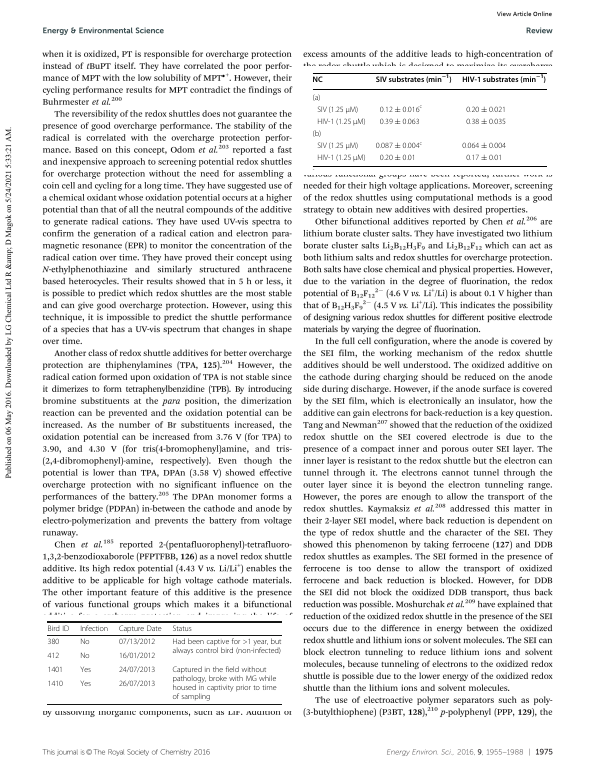 View Article Online
Energy & Environmental Science
Review
Published on 06 May 2016. Downloaded by LG Chemical Ltd R &amp; D Magak on 5/24/2021 5:33:21 AM.
when it is oxidized, PT is responsible for overcharge protection
instead of tBuPT itself. They have correlated the poor perfor-
mance of MPT with the low solubility of MPT•+. However, their
cycling performance results for MPT contradict the findings of
Buhrmester et al.200
The reversibility of the redox shuttles does not guarantee the
presence of good overcharge performance. The stability of the
radical is correlated with the overcharge protection perfor-
mance. Based on this concept, Odom et al.203 reported a fast
and inexpensive approach to screening potential redox shuttles
for overcharge protection without the need for assembling a
coin cell and cycling for a long time. They have suggested use of
a chemical oxidant whose oxidation potential occurs at a higher
potential than that of all the neutral compounds of the additive
to generate radical cations. They have used UV-vis spectra to
confirm the generation of a radical cation and electron para-
magnetic resonance (EPR) to monitor the concentration of the
radical cation over time. They have proved their concept using
N-ethylphenothiazine and similarly structured anthracene
based heterocycles. Their results showed that in 5 h or less, it
is possible to predict which redox shuttles are the most stable
and can give good overcharge protection. However, using this
technique, it is impossible to predict the shuttle performance
of a species that has a UV-vis spectrum that changes in shape
over time.
Another class of redox shuttle additives for better overcharge
protection are thiphenylamines (TPA, 125).204 However, the
radical cation formed upon oxidation of TPA is not stable since
it dimerizes to form tetraphenylbenzidine (TPB). By introducing
bromine substituents at the para position, the dimerization
reaction can be prevented and the oxidation potential can be
increased. As the number of Br substituents increased, the
oxidation potential can be increased from 3.76 V (for TPA) to
3.90, and 4.30 V (for tris(4-bromophenyl)amine, and tris-
(2,4-dibromophenyl)-amine, respectively). Even though the
potential is lower than TPA, DPAn (3.58 V) showed effective
overcharge protection with no significant influence on the
performances of the battery.205 The DPAn monomer forms a
polymer bridge (PDPAn) in-between the cathode and anode by
electro-polymerization and prevents the battery from voltage
runaway.
Chen et al.185 reported 2-(pentafluorophenyl)-tetrafluoro-
1,3,2-benzodioxaborole (PFPTFBB, 126) as a novel redox shuttle
additive. Its high redox potential (4.43 V vs. Li/Li+) enables the
additive to be applicable for high voltage cathode materials.
The other important feature of this additive is the presence
of various functional groups which makes it a bifunctional
Bird ID Infection Capture Date Status
380 No 07/13/2012 Had been captive for >1 year, but
always control bird (non-infected)
412 No 16/01/2012
1401 Yes 24/07/2013 Captured in the field without
pathology, broke with MG while
1410 Yes 26/07/2013 housed in captivity prior to time
of sampling
by dissolving inorganic components, such as LiF. Addition of
excess amounts of the additive leads to high-concentration of
the redox shuttle which is designed to maximize its overcharge
NC SIV substrates (min−1) HIV-1 substrates (min−1)
(a)
SIV (1.25 μM) 0.12 ± 0.016c 0.20 ± 0.021
HIV-1 (1.25 μM) 0.39 ± 0.063 0.38 ± 0.035
(b)
SIV (1.25 μM) 0.087 ± 0.004c 0.064 ± 0.004
HIV-1 (1.25 μM) 0.20 ± 0.01 0.17 ± 0.01
various functional groups have been reported, further work is
needed for their high voltage applications. Moreover, screening
of the redox shuttles using computational methods is a good
strategy to obtain new additives with desired properties.
Other bifunctional additives reported by Chen et al.206 are
lithium borate cluster salts. They have investigated two lithium
borate cluster salts Li2B12H3F9 and Li2B12F12 which can act as
both lithium salts and redox shuttles for overcharge protection.
Both salts have close chemical and physical properties. However,
due to the variation in the degree of fluorination, the redox
potential of B12F12 2− (4.6 V vs. Li+/Li) is about 0.1 V higher than
that of B12H3F9 2− (4.5 V vs. Li+/Li). This indicates the possibility
of designing various redox shuttles for different positive electrode
materials by varying the degree of fluorination.
In the full cell configuration, where the anode is covered by
the SEI film, the working mechanism of the redox shuttle
additives should be well understood. The oxidized additive on
the cathode during charging should be reduced on the anode
side during discharge. However, if the anode surface is covered
by the SEI film, which is electronically an insulator, how the
additive can gain electrons for back-reduction is a key question.
Tang and Newman207 showed that the reduction of the oxidized
redox shuttle on the SEI covered electrode is due to the
presence of a compact inner and porous outer SEI layer. The
inner layer is resistant to the redox shuttle but the electron can
tunnel through it. The electrons cannot tunnel through the
outer layer since it is beyond the electron tunneling range.
However, the pores are enough to allow the transport of the
redox shuttles. Kaymaksiz et al.208 addressed this matter in
their 2-layer SEI model, where back reduction is dependent on
the type of redox shuttle and the character of the SEI. They
showed this phenomenon by taking ferrocene (127) and DDB
redox shuttles as examples. The SEI formed in the presence of
ferrocene is too dense to allow the transport of oxidized
ferrocene and back reduction is blocked. However, for DDB
the SEI did not block the oxidized DDB transport, thus back
reduction was possible. Moshurchak et al.209 have explained that
reduction of the oxidized redox shuttle in the presence of the SEI
occurs due to the difference in energy between the oxidized
redox shuttle and lithium ions or solvent molecules. The SEI can
block electron tunneling to reduce lithium ions and solvent
molecules, because tunneling of electrons to the oxidized redox
shuttle is possible due to the lower energy of the oxidized redox
shuttle than the lithium ions and solvent molecules.
The use of electroactive polymer separators such as poly-
(3-butylthiophene) (P3BT, 128),210 p-polyphenyl (PPP, 129), the
This journal is © The Royal Society of Chemistry 2016
Energy Environ. Sci., 2016, 9, 1955–1988 | 1975